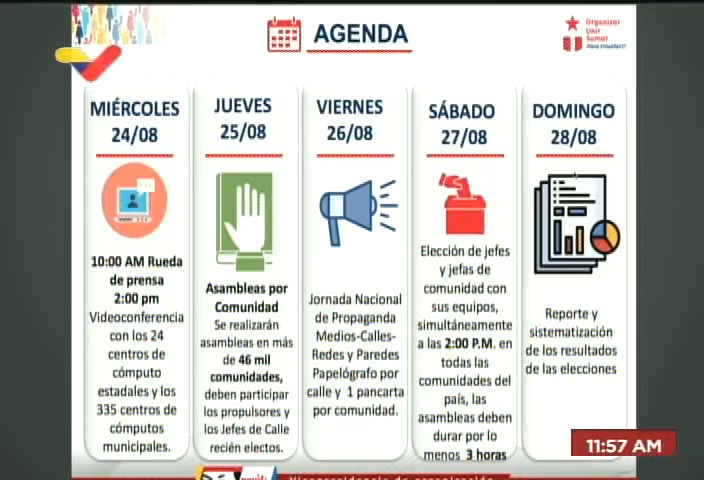 AGENDA
Organizar
Unir
Sumar
MIÉRCOLES
24/08
10:00 AM Rueda
de prensa
2:00 pm
Videoconferencia
con los 24
centros de
cómputo
estadales y los
335 centros de
cómputos
municipales.
JUEVES
25/08
Asambleas por
Comunidad
Se realizarán
asambleas en más
de 46 mil
comunidades,
deben participar
los propulsores y
los Jefes de Calle
recién electos.
VIERNES
26/08
Jornada Nacional
de Propaganda
Medios-Calles-
Redes y Paredes
Papelógrafo por
calle y 1 pancarta
por comunidad.
SÁBADO
27/08
Elección de jefes
y jefas de
comunidad con
sus equipos,
simultáneamente
a las 2:00 P.M. en
todas las
comunidades del
país, las
asambleas deben
durar por lo
menos 3 horas
DOMINGO
28/08
Reporte y
sistematización
de los resultados
de las elecciones
11:57 AM